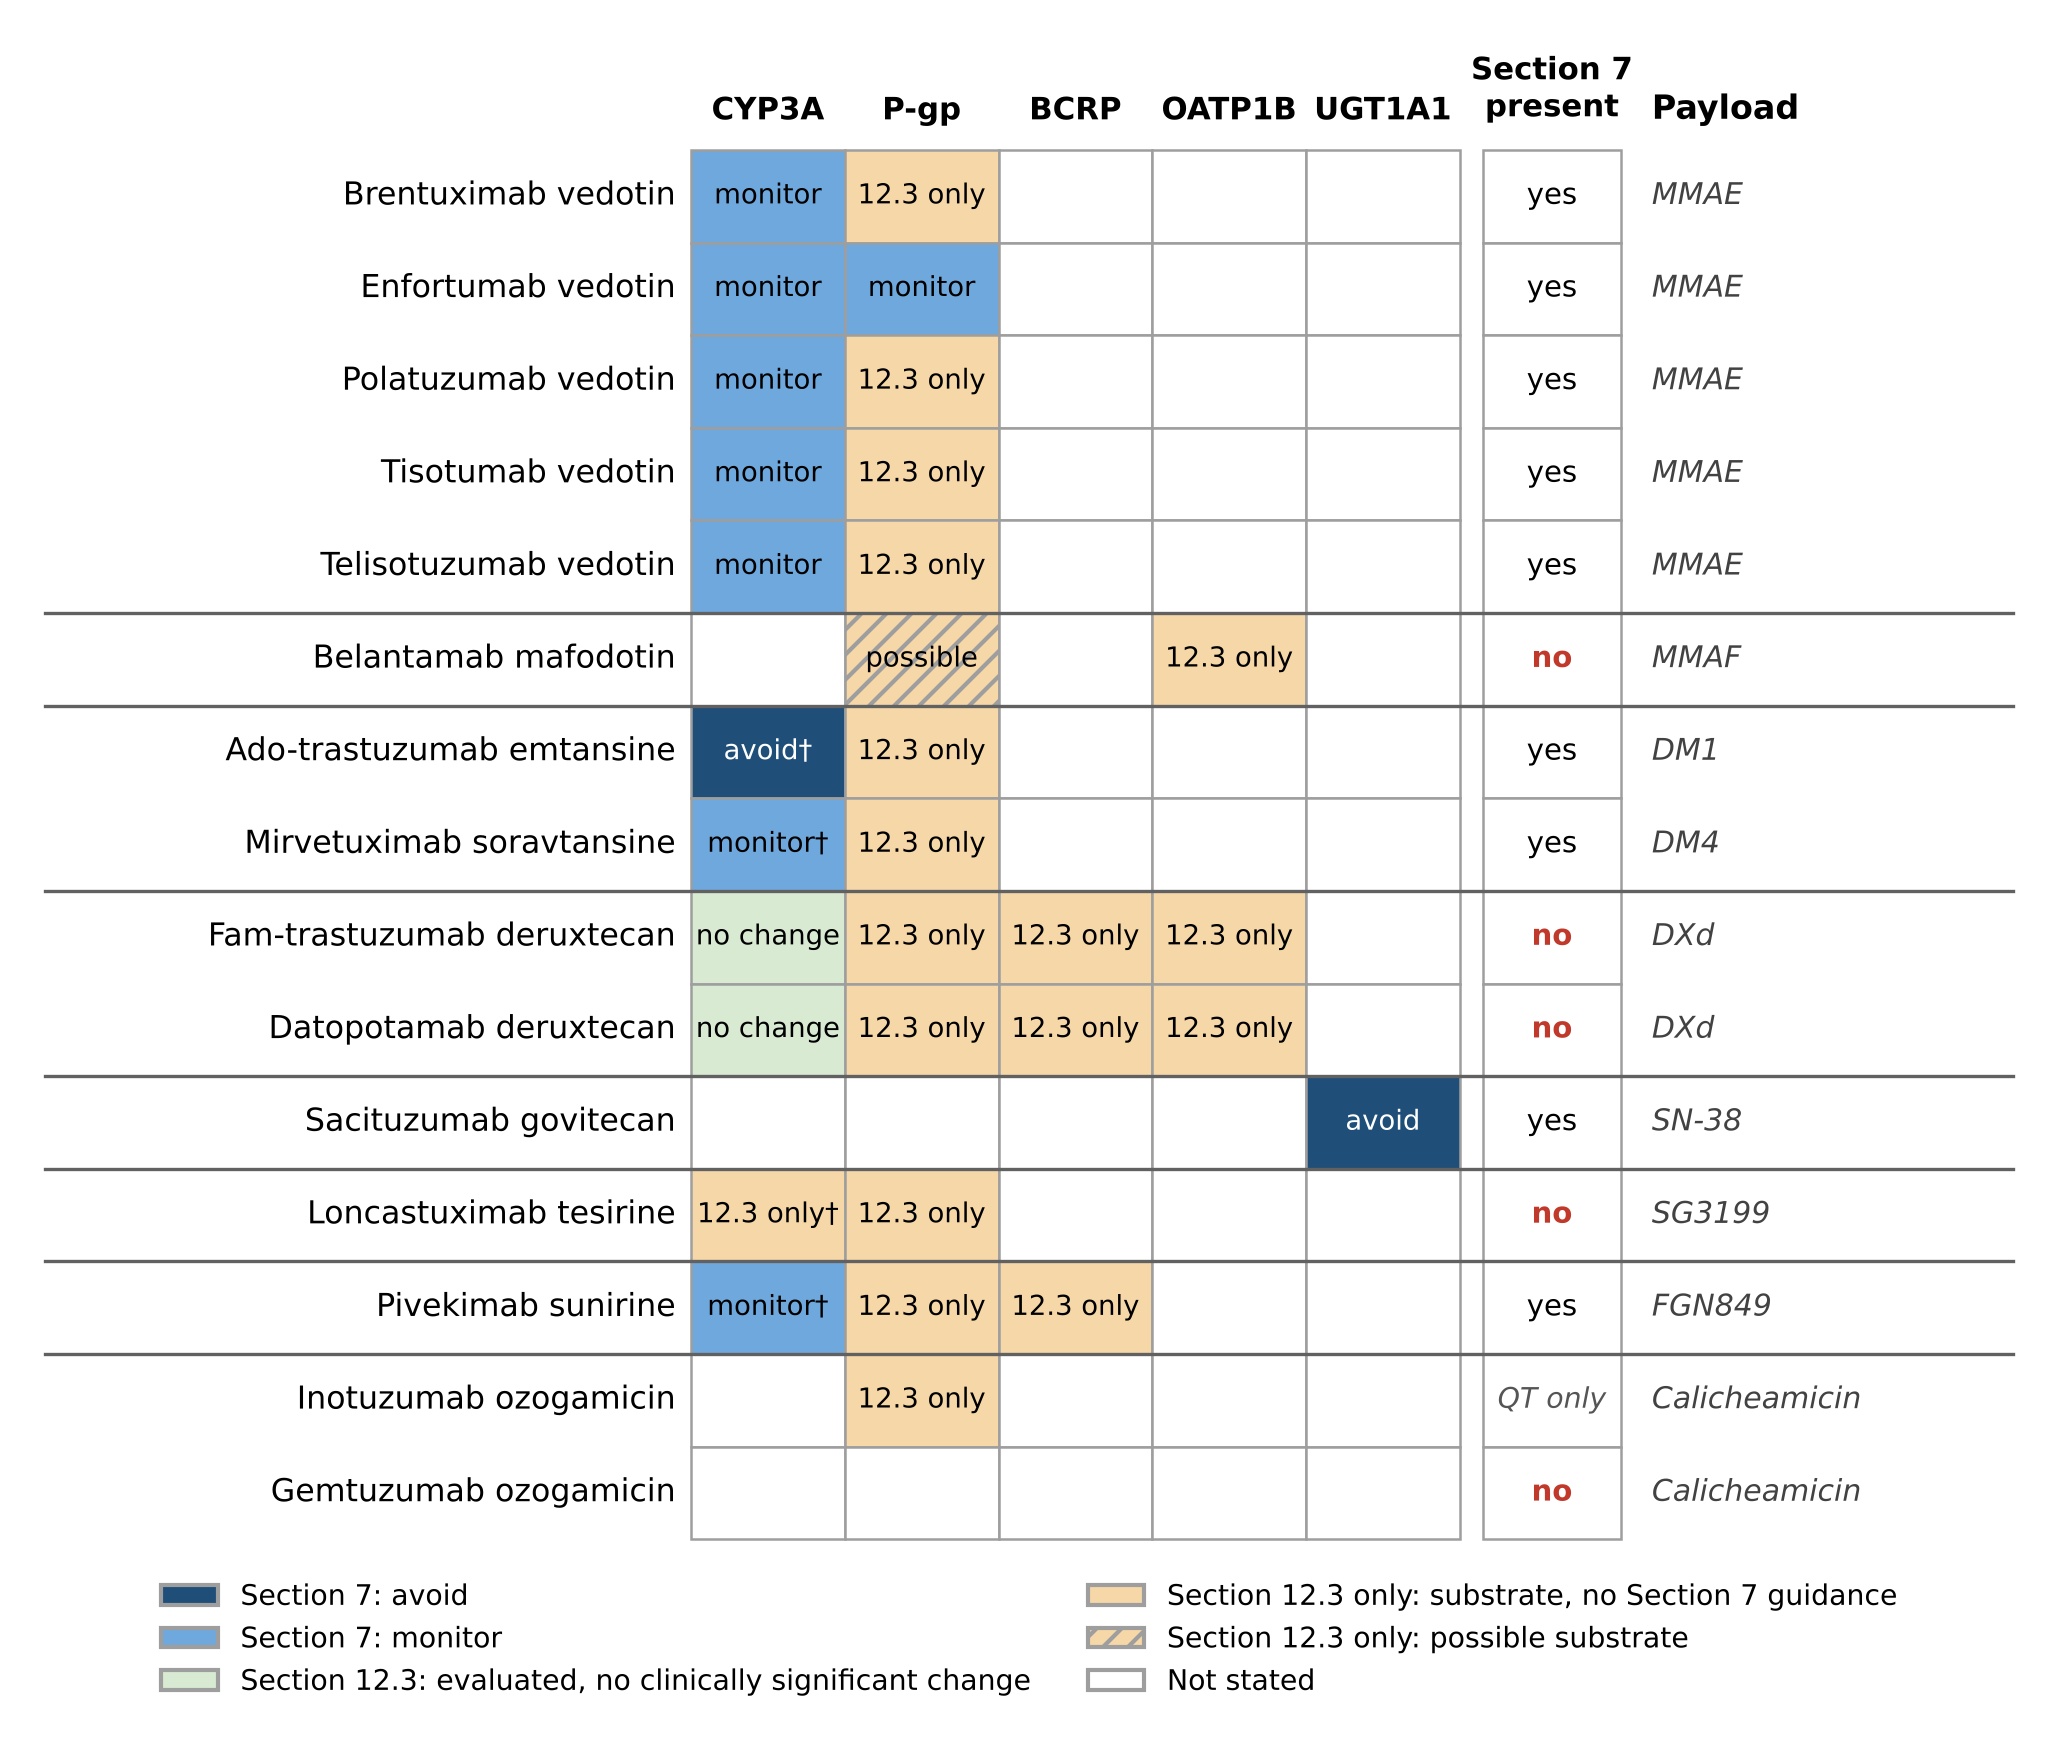 Section 7
present
CYP3A P-gp BCRP OATP1B UGT1A1 Payload
Brentuximab vedotin monitor 12.3 only yes MMAE
Enfortumab vedotin monitor monitor yes MMAE
Polatuzumab vedotin monitor 12.3 only yes MMAE
Tisotumab vedotin monitor 12.3 only yes MMAE
Telisotuzumab vedotin monitor 12.3 only yes MMAE
Belantamab mafodotin possible 12.3 only no MMAF
Ado-trastuzumab emtansine avoid† 12.3 only yes DM1
Mirvetuximab soravtansine monitor† 12.3 only yes DM4
Fam-trastuzumab deruxtecan no change 12.3 only 12.3 only 12.3 only no DXd
Datopotamab deruxtecan no change 12.3 only 12.3 only 12.3 only no DXd
Sacituzumab govitecan avoid yes SN-38
Loncastuximab tesirine 12.3 only† 12.3 only no SG3199
Pivekimab sunirine monitor† 12.3 only 12.3 only yes FGN849
Inotuzumab ozogamicin 12.3 only QT only Calicheamicin
Gemtuzumab ozogamicin no Calicheamicin
Section 7: avoid
Section 7: monitor
Section 12.3: evaluated, no clinically significant change
Section 12.3 only: substrate, no Section 7 guidance
Section 12.3 only: possible substrate
Not stated